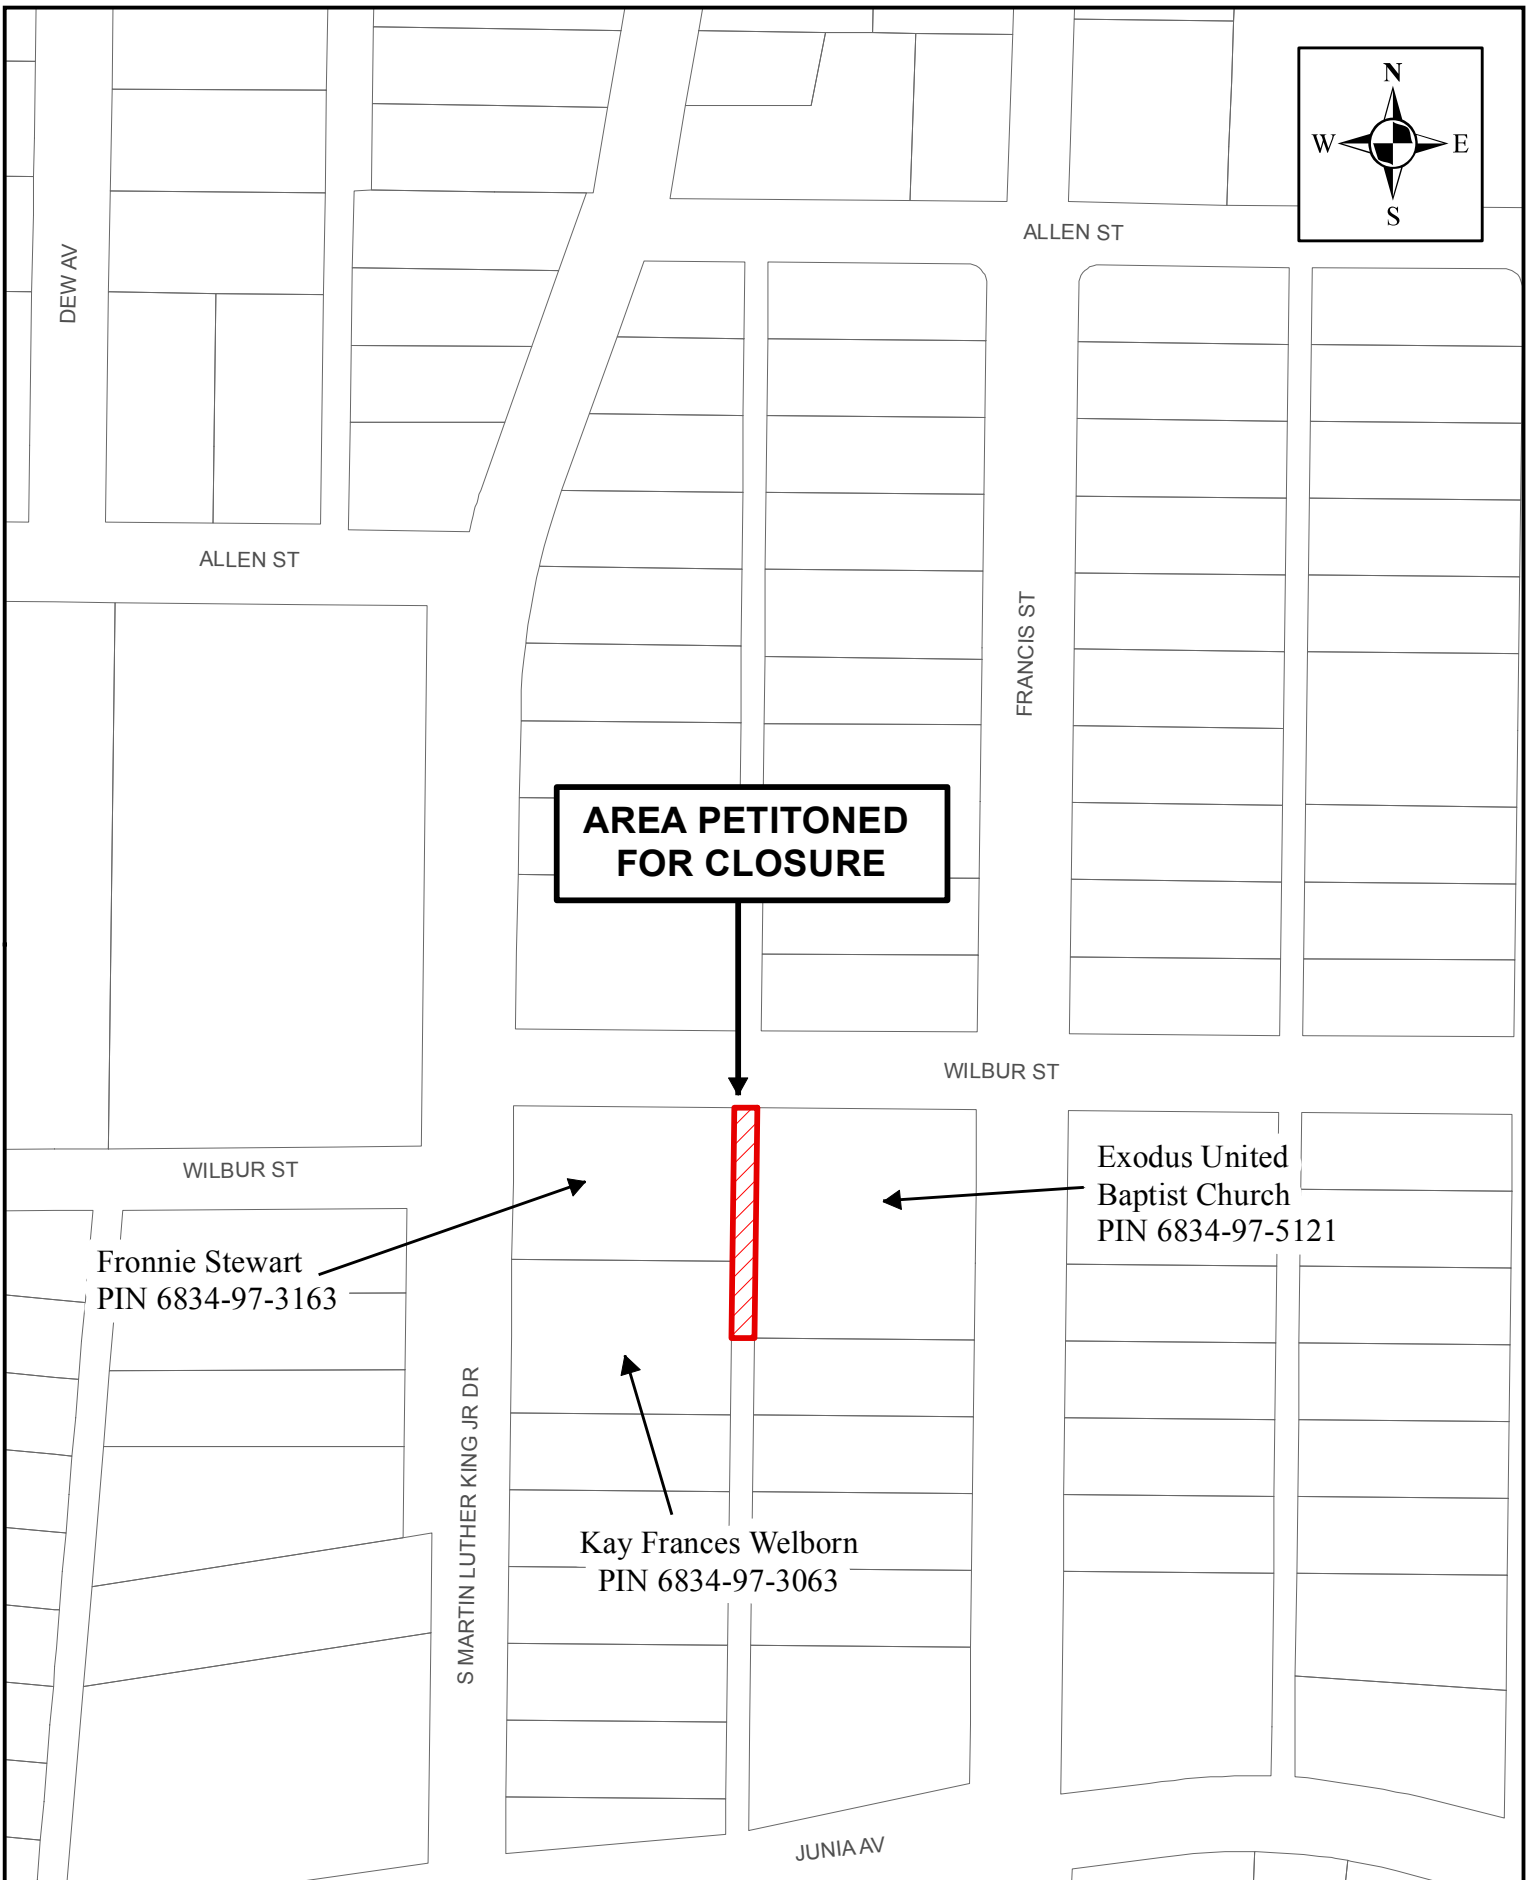 N
W E
S
ALLEN ST
DEW AV
ALLEN ST
FRANCIS ST
AREA PETITONED
FOR CLOSURE
WILBUR ST
WILBUR ST
Exodus United
Baptist Church
PIN 6834-97-5121
Fronnie Stewart
PIN 6834-97-3163
S MARTIN LUTHER KING JR DR
Kay Frances Welborn
PIN 6834-97-3063
JUNIA AV